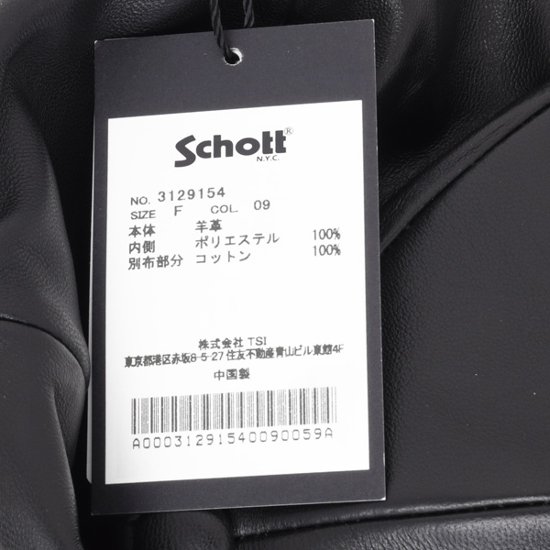 Schott®
N.Y.C.
NO. 3129154
SIZE F COL. 09
本体 羊革
内側 ポリエステル 100%
別布部分 コットン 100%
株式会社 TSI
東京都港区赤坂8-5-27 住友不動産青山ビル東館4F
中国製
A00031291540090059A